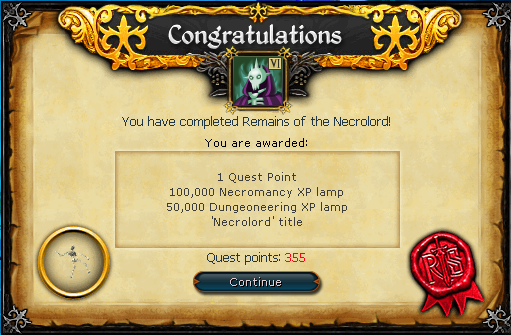 Congratulations
VI
You have completed Remains of the Necrolord!
You are awarded:
1 Quest Point
100,000 Necromancy XP lamp
50,000 Dungeoneering XP lamp
'Necrolord' title
Quest points: 355
Continue
RS